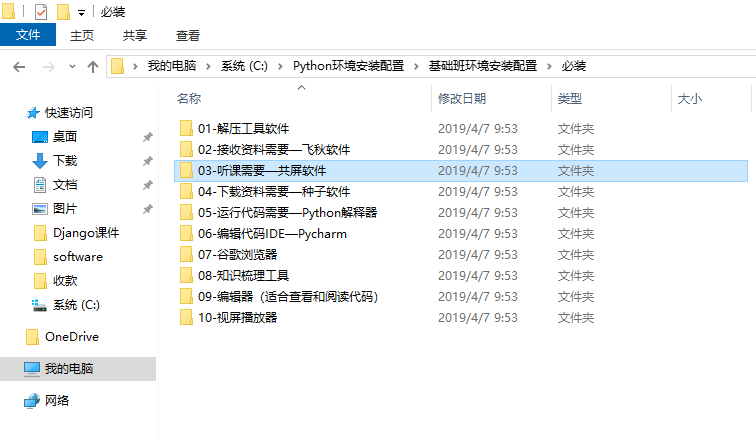 必装
文件 主页 共享 查看
我的电脑 系统 (C:) Python环境安装配置 基础班环境安装配置 必装
名称 修改日期 类型 大小
快速访问
桌面
下载
文档
图片
Django课件
software
收款
系统 (C:)
OneDrive
我的电脑
网络
01-解压工具软件 2019/4/7 9:53 文件夹
02-接收资料需要—飞秋软件 2019/4/7 9:53 文件夹
03-听课需要—共屏软件 2019/4/7 9:53 文件夹
04-下载资料需要—种子软件 2019/4/7 9:53 文件夹
05-运行代码需要—Python解释器 2019/4/7 9:53 文件夹
06-编辑代码IDE—Pycharm 2019/4/7 9:53 文件夹
07-谷歌浏览器 2019/4/7 9:53 文件夹
08-知识梳理工具 2019/4/7 9:53 文件夹
09-编辑器（适合查看和阅读代码） 2019/4/7 9:53 文件夹
10-视屏播放器 2019/4/7 9:53 文件夹